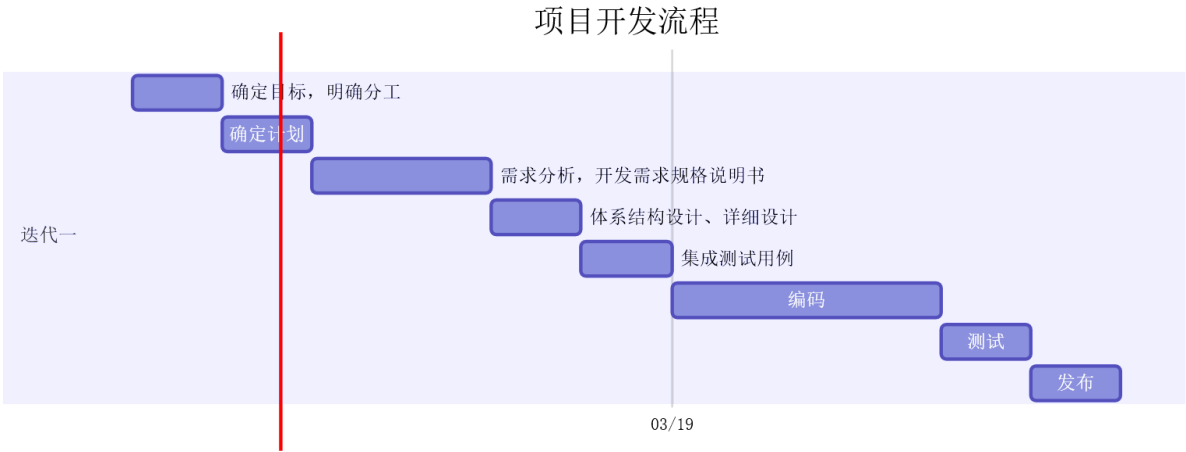 项目开发流程
确定目标，明确分工
确定计划
需求分析，开发需求规格说明书
体系结构设计、详细设计
迭代一
集成测试用例
编码
测试
发布
03/19